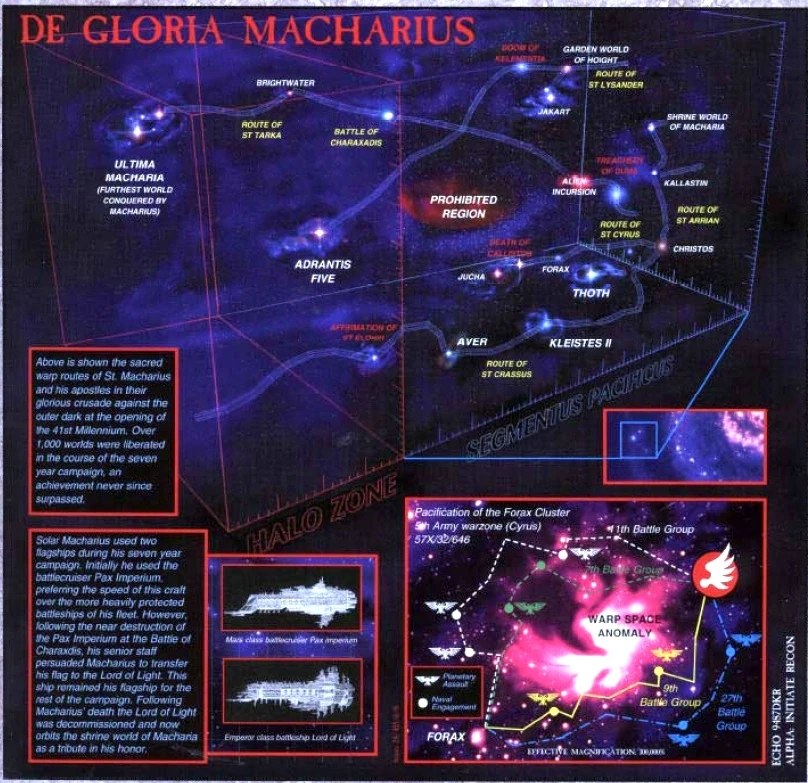 DE GLORIA MACHARIUS
DOOM OF
KELEMENTIA
GARDEN WORLD
OF HOIGHT
ROUTE OF
ST LYSANDER
BRIGHTWATER
JAKART
SHRINE WORLD
OF MACHARIA
ROUTE OF
ST TARKA
BATTLE OF
CHARAXADIS
ULTIMA
MACHARIA
(FURTHEST WORLD
CONQUERED BY
MACHARIUS)
ALIEN
INCURSION
TREACHERY
OF DUMA
KALLASTIN
PROHIBITED
REGION
ROUTE OF
ST ARRIAN
ROUTE OF
ST CYRUS
CHRISTOS
DEATH OF
CALLISTON
ADRANTIS
FIVE
JUCHA
FORAX
THOTH
AFFIRMATION OF
ST ELOHIM
AVER
KLEISTES II
ROUTE OF
ST CRASSUS
SEGMENTUS PACIFICUS
HALO ZONE
Above is shown the sacred
warp routes of St. Macharius
and his apostles in their
glorious crusade against the
outer dark at the opening of
the 41st Millennium. Over
1,000 worlds were liberated
in the course of the seven
year campaign, an
achievement never since
surpassed.
Solar Macharius used two
flagships during his seven year
campaign. Initially he used the
battlecruiser Pax Imperium,
preferring the speed of this craft
over the more heavily protected
battleships of his fleet. However,
following the near destruction of
the Pax Imperium at the Battle of
Charaxdis, his senior staff
persuaded Macharius to transfer
his flag to the Lord of Light. This
ship remained his flagship for the
rest of the campaign. Following
Macharius' death the Lord of Light
was decommissioned and now
orbits the shrine world of Macharia
as a tribute in his honor.
Mars class battlecruiser Pax imperium
Emperor class battleship Lord of Light
Pacification of the Forax Cluster
5th Army warzone (Cyrus)
57X/32/646
11th Battle Group
7th Battle Group
WARP SPACE
ANOMALY
Planetary
Assault
Naval
Engagement
9th
Battle Group
27th
Battle
Group
FORAX
EFFECTIVE MAGNIFICATION:
ECHO 9457DKR
ALPHA: INITIATE RECON